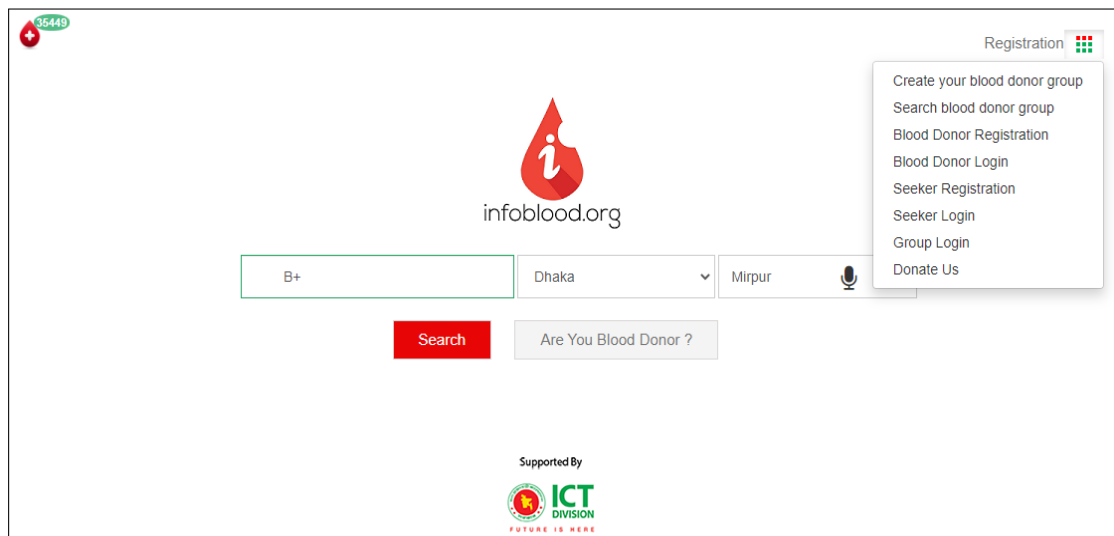 35449
Registration
Create your blood donor group
Search blood donor group
Blood Donor Registration
Blood Donor Login
Seeker Registration
Seeker Login
Group Login
Donate Us
i
infoblood.org
B+ Dhaka Mirpur
Search Are You Blood Donor ?
Supported By
ICT
DIVISION
FUTURE IS HERE